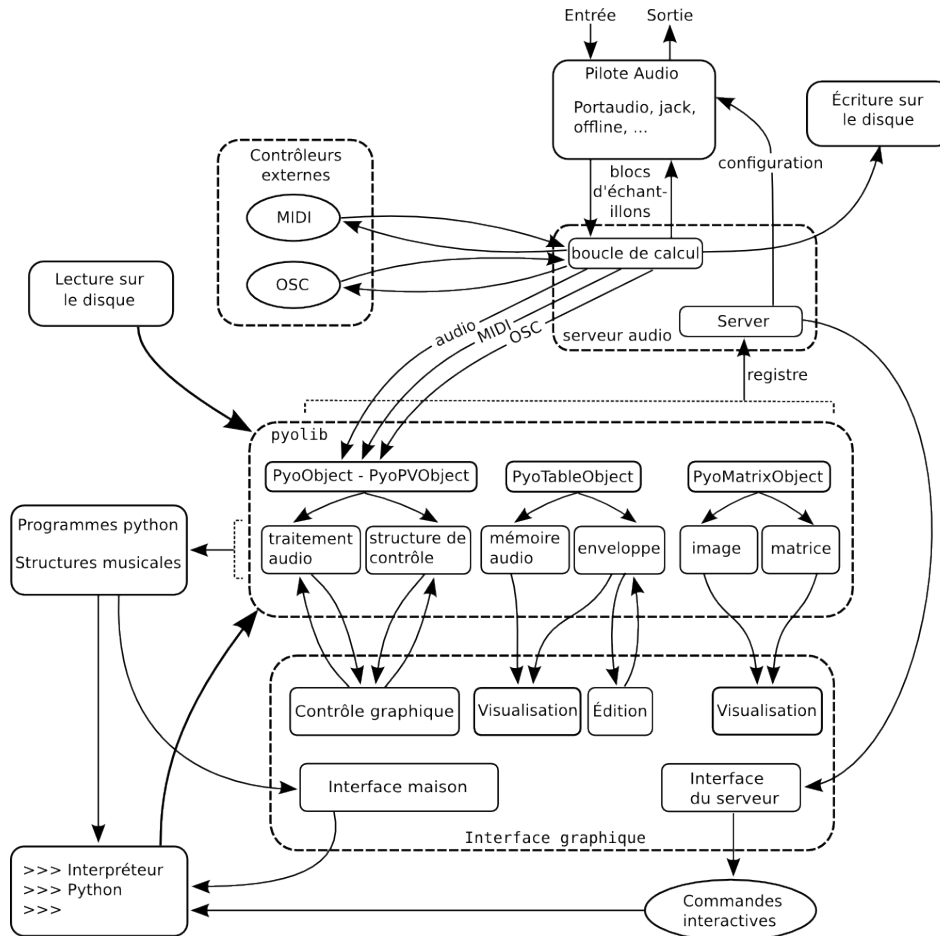 Entrée
Sortie
Pilote Audio
Portaudio, jack,
offline, ...
Écriture sur
le disque
Contrôleurs
externes
MIDI
OSC
configuration
blocs
d'échant-
illons
boucle de calcul
Lecture sur
le disque
audio
MIDI
OSC
serveur audio
Server
registre
pyolib
PyoObject - PyoPVObject
PyoTableObject
PyoMatrixObject
Programmes python
Structures musicales
traitement
audio
structure de
contrôle
mémoire
audio
enveloppe
image
matrice
Contrôle graphique
Visualisation
Édition
Visualisation
Interface maison
Interface
du serveur
Interface graphique
>>> Interpréteur
>>> Python
>>>
Commandes
interactives